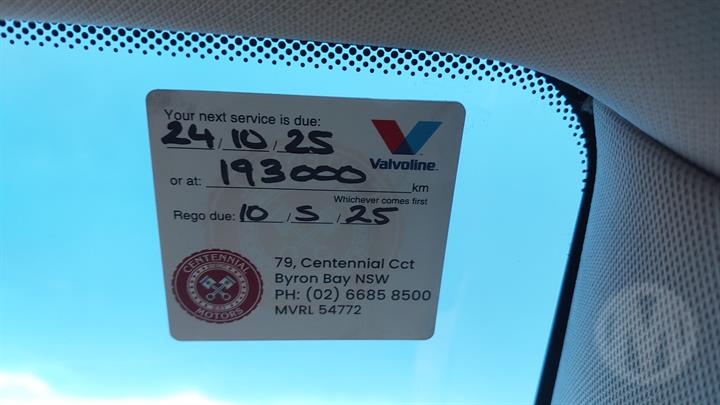 Your next service is due:
24/10/25
Valvoline™
or at: 193000 km
Whichever comes first
Rego due: 10/5/25
CENTENNIAL
MOTORS
79, Centennial Cct
Byron Bay NSW
PH: (02) 6685 8500
MVRL 54772